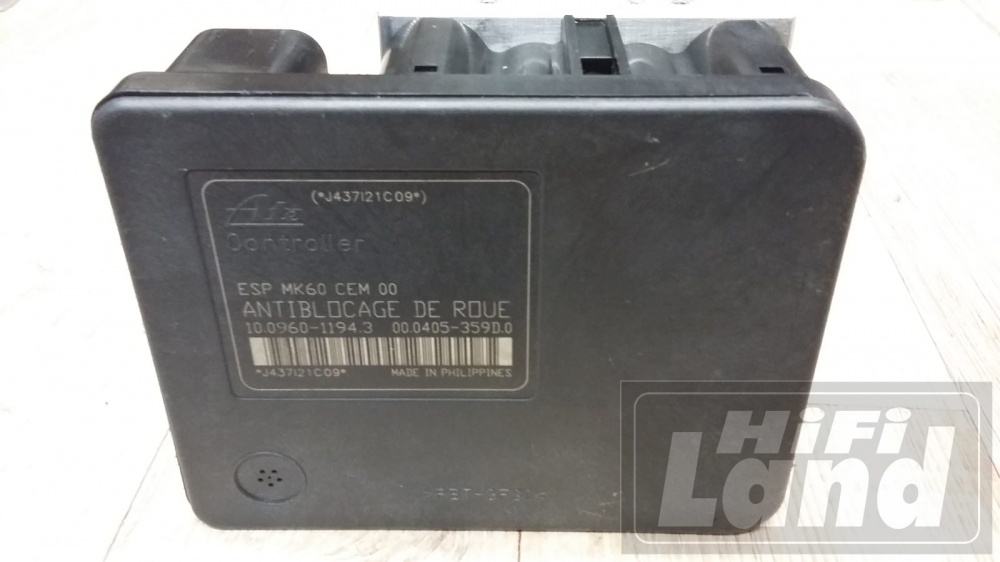 (*J437I21C09*)
Ate
Controller
ESP MK60 CEM 00
ANTIBLOCAGE DE ROUE
10.0960-1194.3 00.0405-359D.0
*J437I21C09* MADE IN PHILIPPINES
HiFi
Land